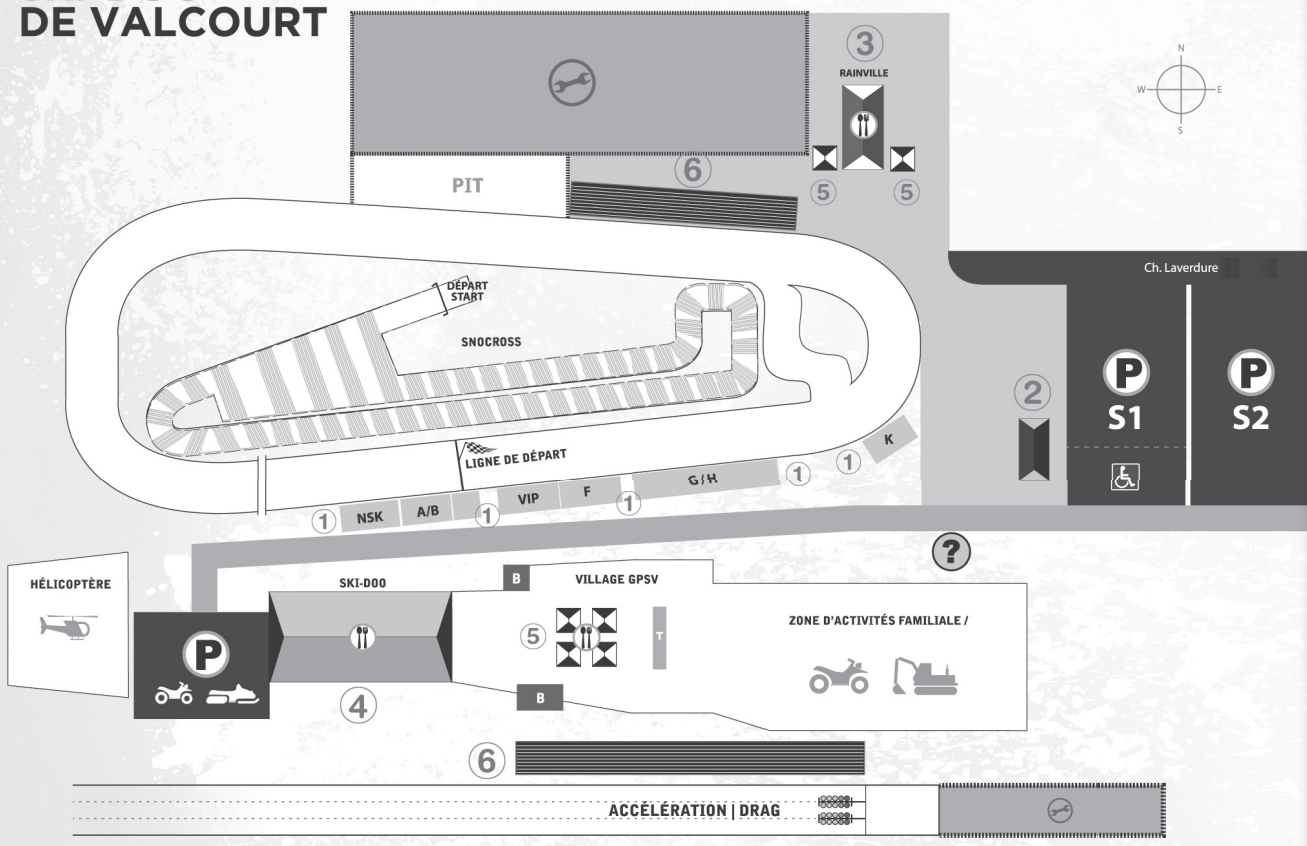 DE VALCOURT
3
RAINVILLE
N
W
E
S
6
PIT
5
5
Ch. Laverdure
DÉPART
START
SNOCROSS
P
S1
P
S2
2
K
LIGNE DE DÉPART
1
1
G/H
F
VIP
1
1
A/B
NSK
1
?
HÉLICOPTÈRE
SKI-DOO
B
VILLAGE GPSV
ZONE D'ACTIVITÉS FAMILIALE /
5
T
P
B
4
6
ACCÉLÉRATION | DRAG